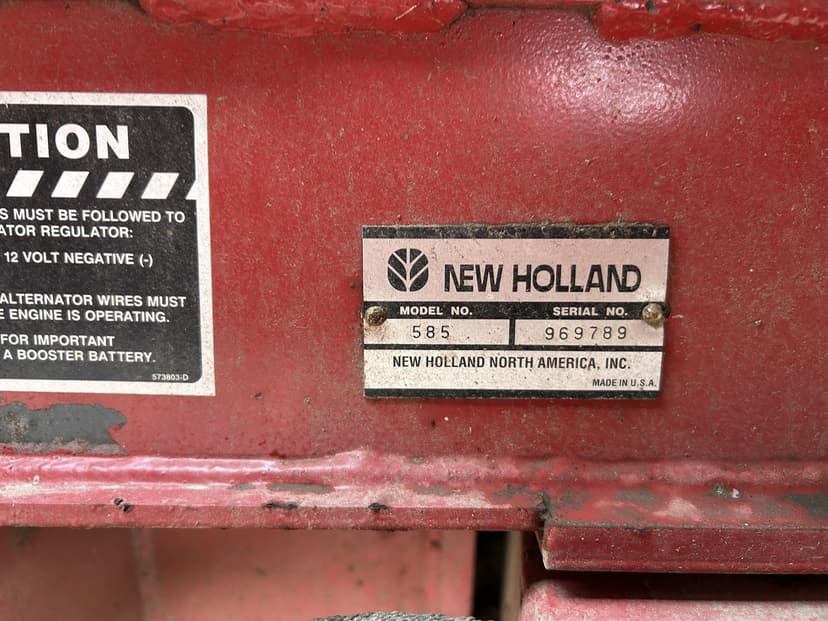 TION
S MUST BE FOLLOWED TO
ATOR REGULATOR:
12 VOLT NEGATIVE (-)
ALTERNATOR WIRES MUST
E ENGINE IS OPERATING.
FOR IMPORTANT
A BOOSTER BATTERY.
573803-D
NEW HOLLAND
MODEL NO. SERIAL NO.
585 969789
NEW HOLLAND NORTH AMERICA, INC.
MADE IN U.S.A.